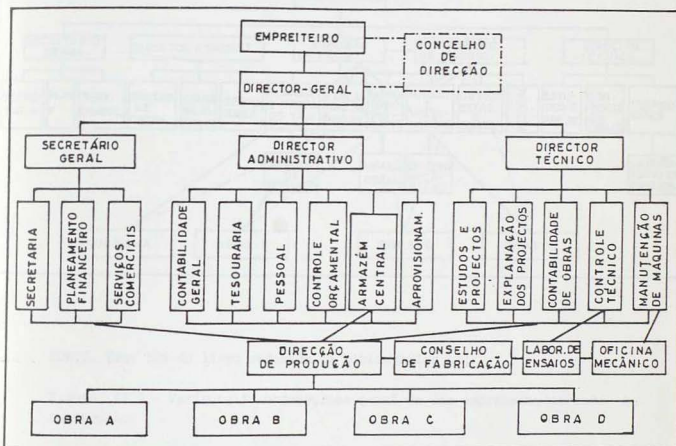 EMPREITEIRO
CONCELHO
DE
DIRECÇÃO
DIRECTOR-GERAL
SECRETÁRIO
GERAL
DIRECTOR
ADMINISTRATIVO
DIRECTOR
TÉCNICO
SECRETARIA
PLANEAMENTO
FINANCEIRO
SERVIÇOS
COMERCIAIS
CONTABILIDADE
GERAL
TESOURARIA
PESSOAL
CONTROLE
ORÇAMENTAL
ARMAZÉM
CENTRAL
APROVISIONAM.
ESTUDOS E
PROJECTOS
EXPLANAÇÃO
DOS PROJECTOS
CONTABILIDADE
DE OBRAS
CONTROLE
TÉCNICO
MANUTENÇÃO
DE MAQUINAS
DIRECÇÃO
DE PRODUÇÃO
CONSELHO
DE FABRICAÇÃO
LABOR. DE
ENSAIOS
OFICINA
MECÂNICO
OBRA A
OBRA B
OBRA C
OBRA D